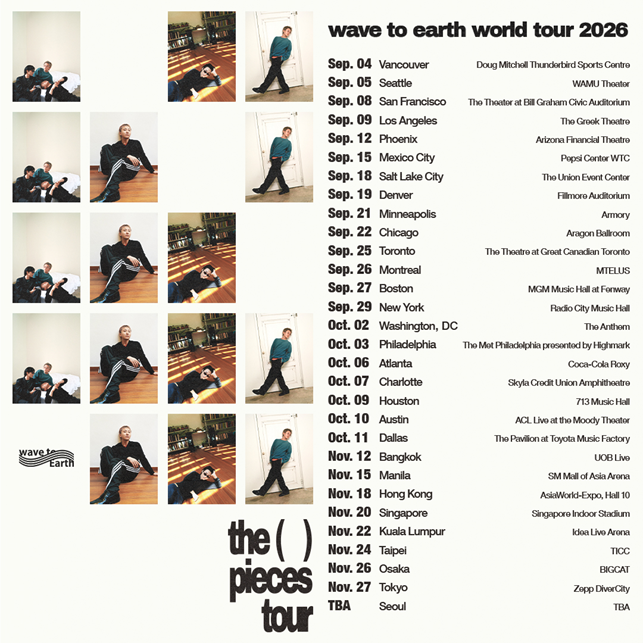 wave to earth world tour 2026
Sep. 04 Vancouver Doug Mitchell Thunderbird Sports Centre
Sep. 05 Seattle WAMU Theater
Sep. 08 San Francisco The Theater at Bill Graham Civic Auditorium
Sep. 09 Los Angeles The Greek Theatre
Sep. 12 Phoenix Arizona Financial Theatre
Sep. 15 Mexico City Pepsi Center WTC
Sep. 18 Salt Lake City The Union Event Center
Sep. 19 Denver Fillmore Auditorium
Sep. 21 Minneapolis Armory
Sep. 22 Chicago Aragon Ballroom
Sep. 25 Toronto The Theatre at Great Canadian Toronto
Sep. 26 Montreal MTELUS
Sep. 27 Boston MGM Music Hall at Fenway
Sep. 29 New York Radio City Music Hall
Oct. 02 Washington, DC The Anthem
Oct. 03 Philadelphia The Met Philadelphia presented by Highmark
Oct. 06 Atlanta Coca-Cola Roxy
Oct. 07 Charlotte Skyla Credit Union Amphitheatre
Oct. 09 Houston 713 Music Hall
Oct. 10 Austin ACL Live at the Moody Theater
Oct. 11 Dallas The Pavilion at Toyota Music Factory
Nov. 12 Bangkok UOB Live
Nov. 15 Manila SM Mall of Asia Arena
Nov. 18 Hong Kong AsiaWorld-Expo, Hall 10
Nov. 20 Singapore Singapore Indoor Stadium
Nov. 22 Kuala Lumpur Idea Live Arena
Nov. 24 Taipei TICC
Nov. 26 Osaka BIGCAT
Nov. 27 Tokyo Zepp DiverCity
TBA Seoul TBA
wave to
Earth
the ( )
pieces
tour